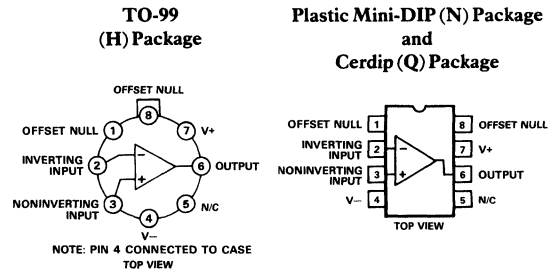 TO-99
(H) Package
OFFSET NULL
8
OFFSET NULL
1
7
V+
INVERTING
INPUT
2
−
6
OUTPUT
+
NONINVERTING
INPUT
3
5
N/C
4
V−
NOTE: PIN 4 CONNECTED TO CASE
TOP VIEW
Plastic Mini-DIP (N) Package
and
Cerdip (Q) Package
OFFSET NULL
1
8
OFFSET NULL
INVERTING
INPUT
2
−
7
V+
NONINVERTING
INPUT
3
+
6
OUTPUT
V−
4
5
N/C
TOP VIEW